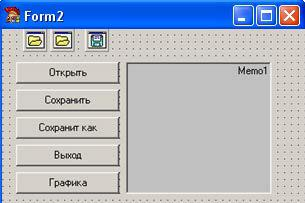 Form2
Открыть
Memo1
Сохранить
Сохранит как
Выход
Графика